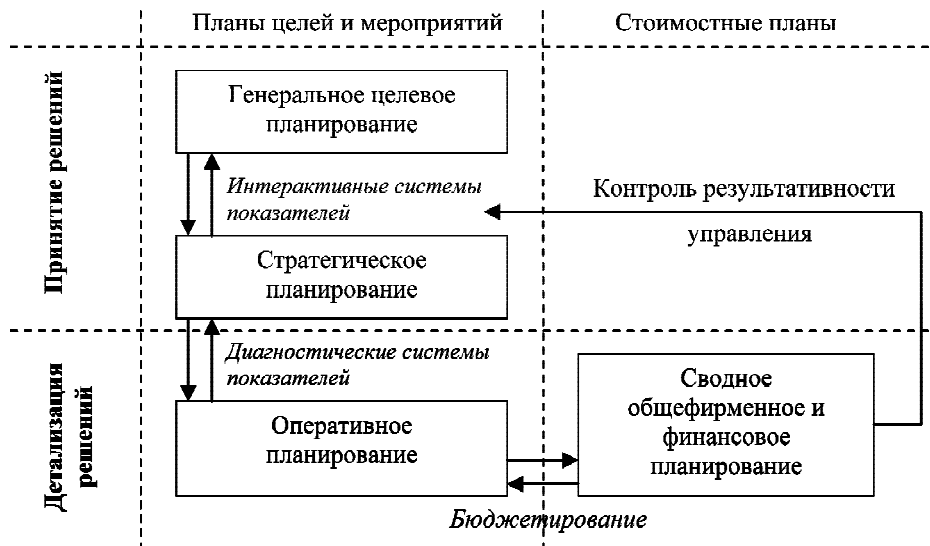 Планы целей и мероприятий
Стоимостные планы
Принятие решений
Генеральное целевое
планирование
Интерактивные системы
показателей
Контроль результативности
управления
Стратегическое
планирование
Детализация
решений
Диагностические системы
показателей
Оперативное
планирование
Сводное
общефирменное и
финансовое
планирование
Бюджетирование